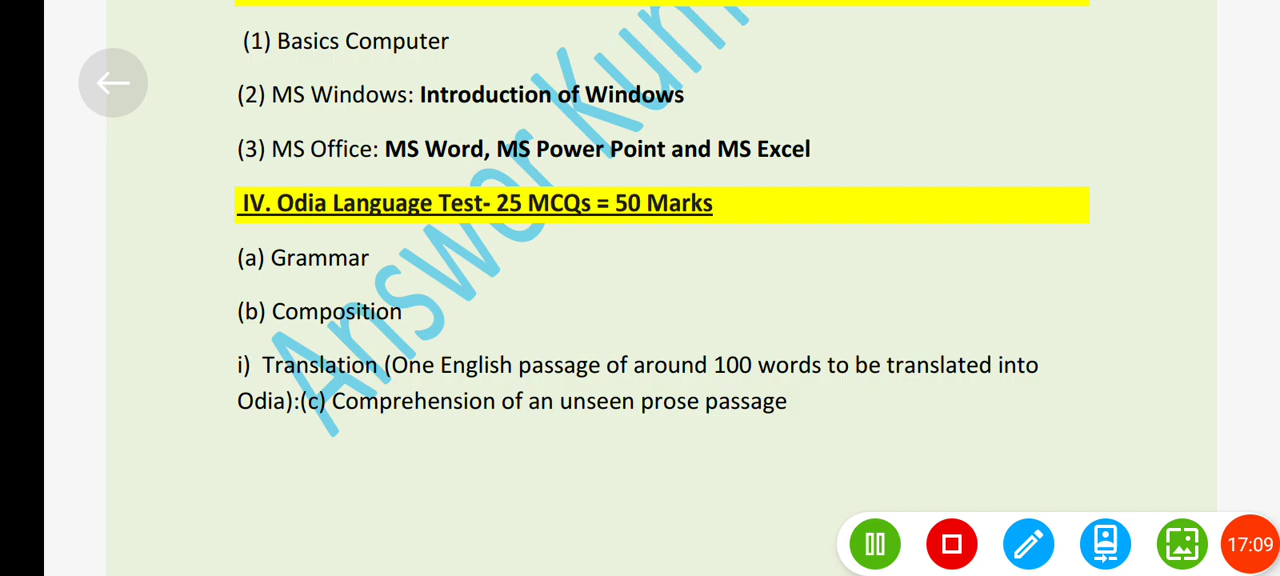 (1) Basics Computer
(2) MS Windows: Introduction of Windows
(3) MS Office: MS Word, MS Power Point and MS Excel
IV. Odia Language Test- 25 MCQs = 50 Marks
(a) Grammar
(b) Composition
i) Translation (One English passage of around 100 words to be translated into
Odia):(c) Comprehension of an unseen prose passage
Answer
17:09